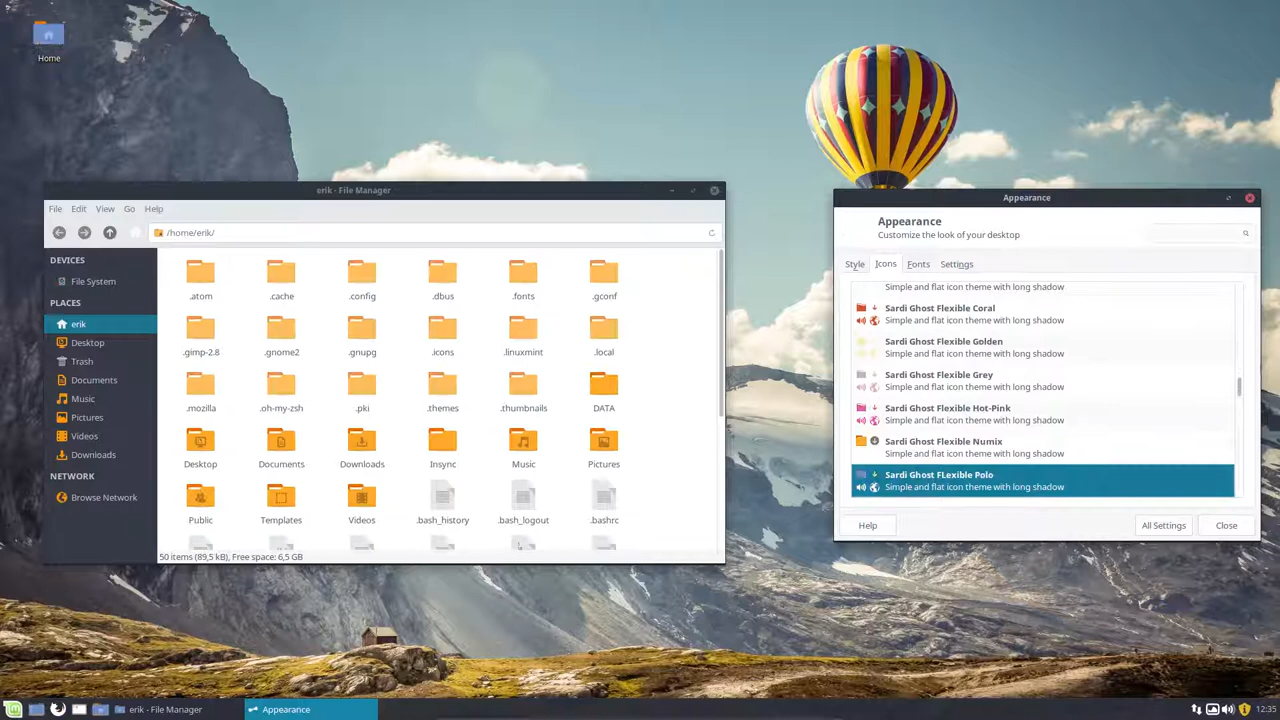 Home
erik - File Manager
File Edit View Go Help
/home/erik/
DEVICES
File System
PLACES
erik
Desktop
Trash
Documents
Music
Pictures
Videos
Downloads
NETWORK
Browse Network
.atom .cache .config .dbus .fonts .gconf
.gimp-2.8 .gnome2 .gnupg .icons .linuxmint .local
.mozilla .oh-my-zsh .pki .themes .thumbnails DATA
Desktop Documents Downloads Insync Music Pictures
Public Templates Videos .bash_history .bash_logout .bashrc
50 items (89,5 kB), Free space: 6,5 GB
Appearance
Appearance
Customize the look of your desktop
Style Icons Fonts Settings
Simple and flat icon theme with long shadow
Sardi Ghost Flexible Coral
Simple and flat icon theme with long shadow
Sardi Ghost Flexible Golden
Simple and flat icon theme with long shadow
Sardi Ghost Flexible Grey
Simple and flat icon theme with long shadow
Sardi Ghost Flexible Hot-Pink
Simple and flat icon theme with long shadow
Sardi Ghost Flexible Numix
Simple and flat icon theme with long shadow
Sardi Ghost FLexible Polo
Simple and flat icon theme with long shadow
Help All Settings Close
erik - File Manager Appearance 12:35